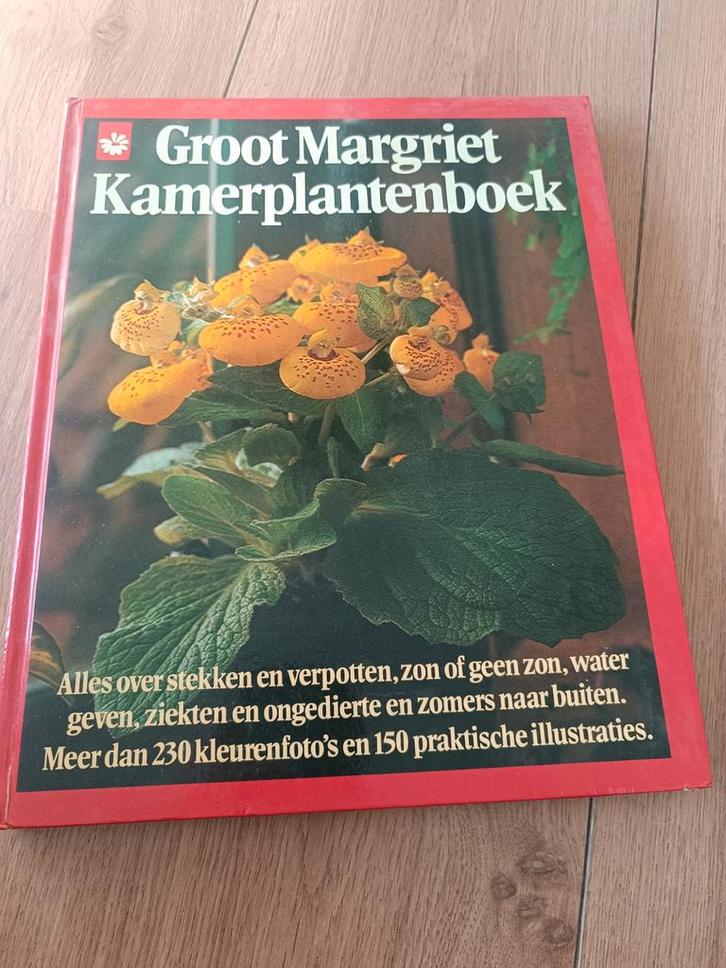 Groot Margriet
Kamerplantenboek
Alles over stekken en verpotten, zon of geen zon, water
geven, ziekten en ongedierte en zomers naar buiten.
Meer dan 230 kleurenfoto's en 150 praktische illustraties.